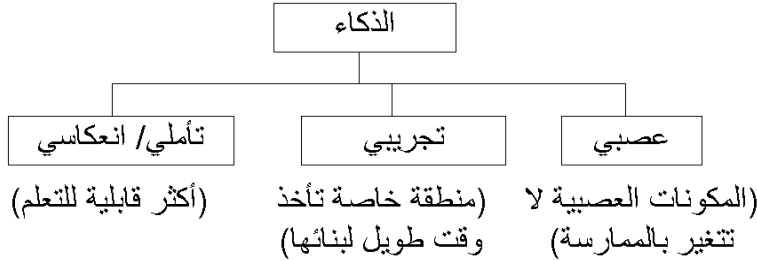 الذكاء
عصبي
تجريبي
تأملي/ انعكاسي
(المكونات العصبية لا
تتغير بالممارسة)
(منطقة خاصة تأخذ
وقت طويل لبنائها)
(أكثر قابلية للتعلم)